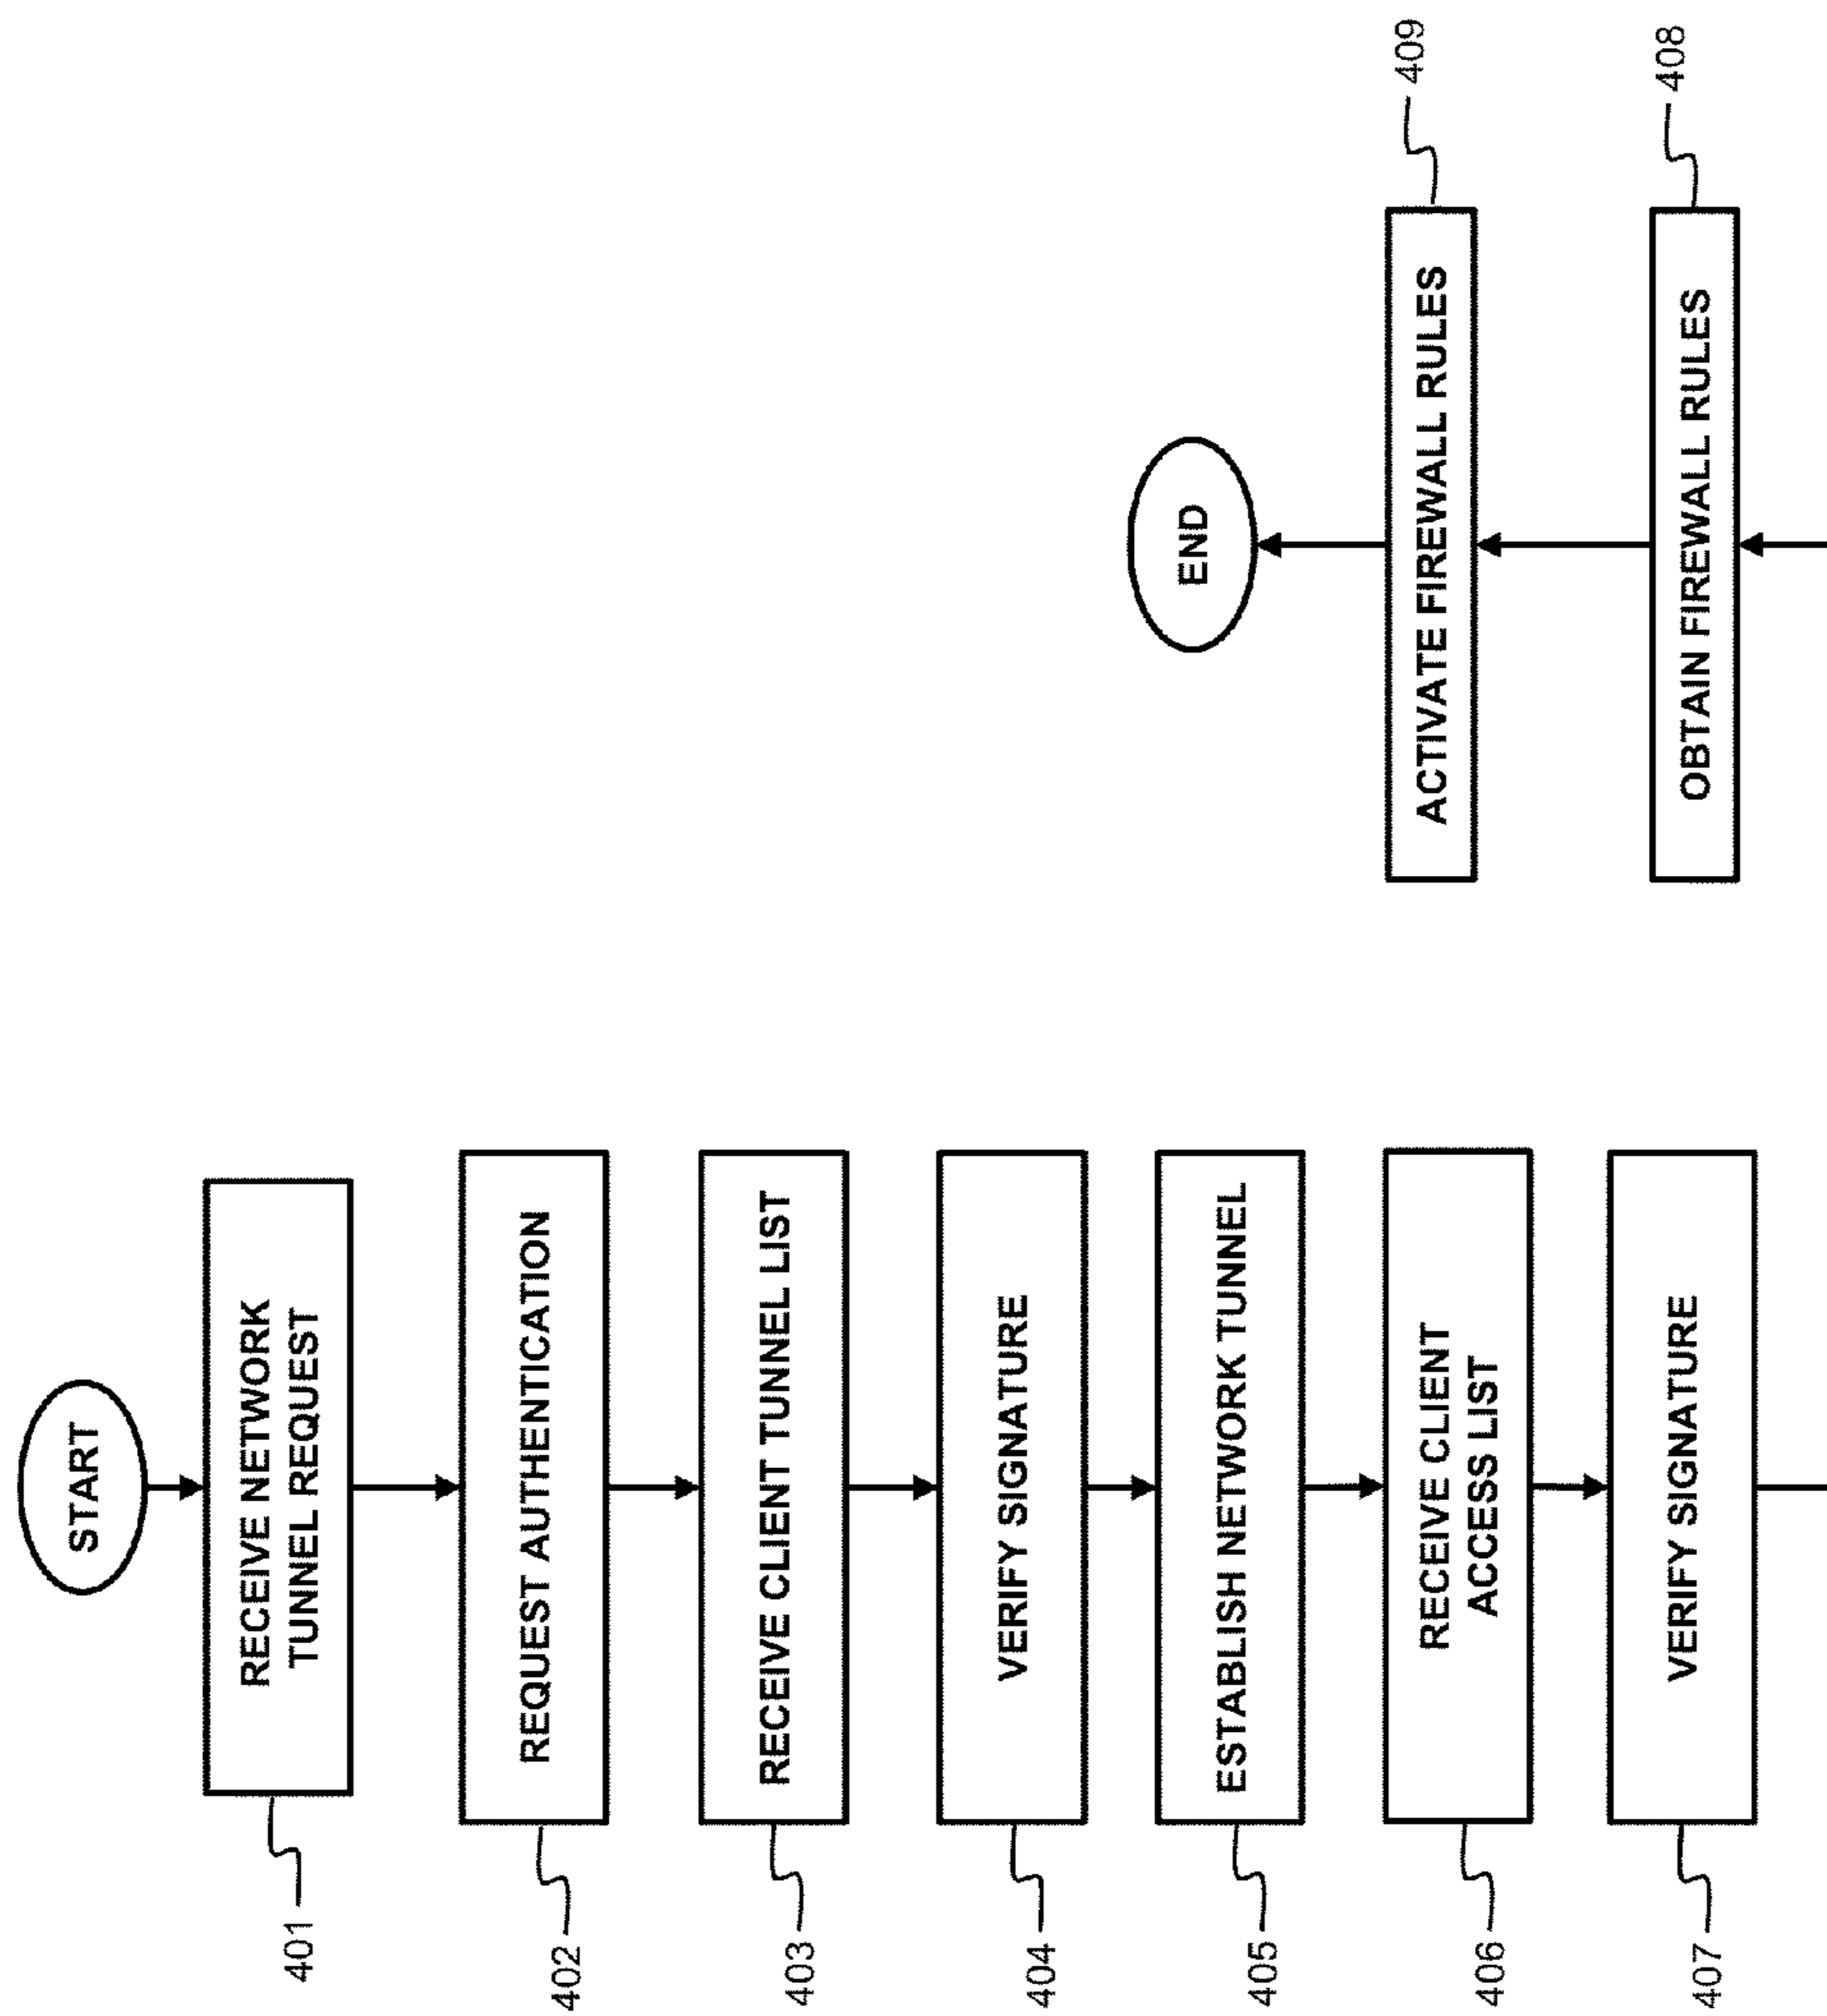 START
RECEIVE NETWORK
TUNNEL REQUEST
401
REQUEST AUTHENTICATION
402
RECEIVE CLIENT TUNNEL LIST
403
VERIFY SIGNATURE
404
ESTABLISH NETWORK TUNNEL
405
RECEIVE CLIENT
ACCESS LIST
406
VERIFY SIGNATURE
407
OBTAIN FIREWALL RULES
408
ACTIVATE FIREWALL RULES
409
END